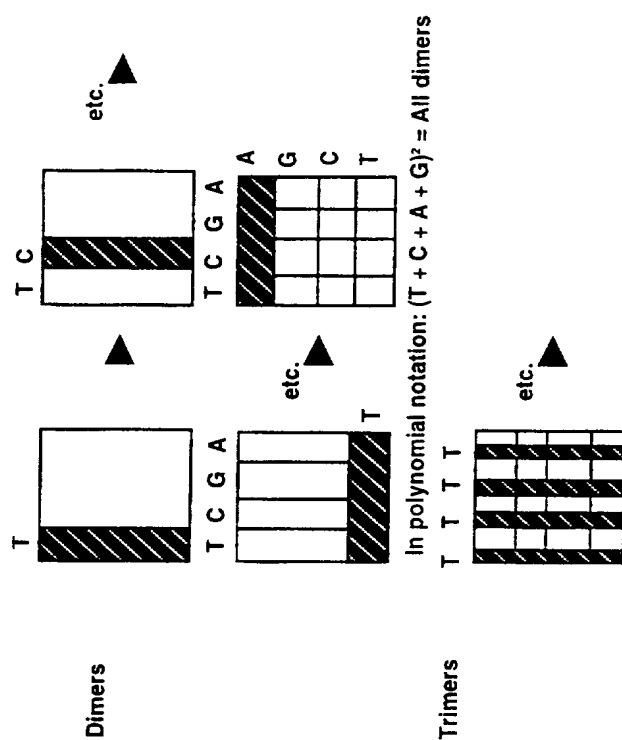 T
T C
Dimers
etc.
T C G A
T C G A
A
G
etc.
C
T
T
In polynomial notation: (T + C + A + G)² = All dimers
T T T T
Trimers
etc.